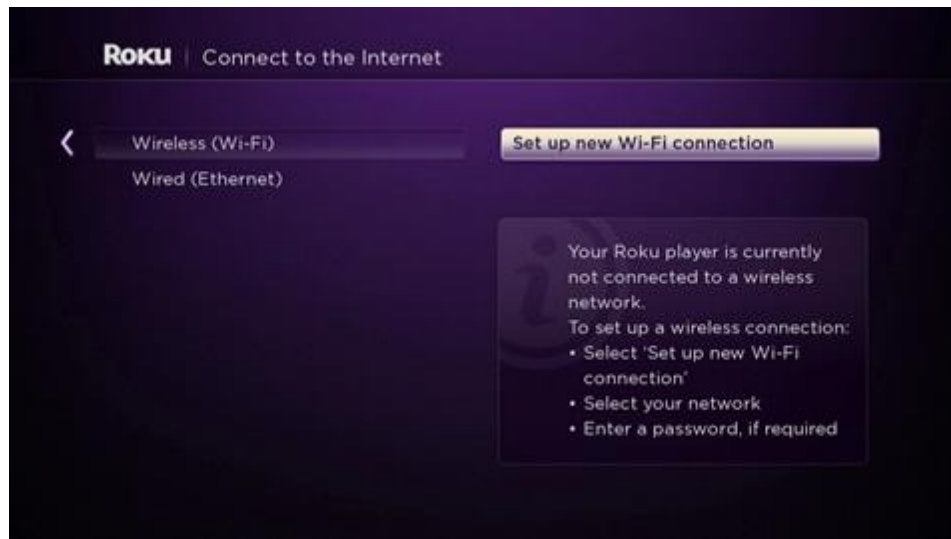 Roku | Connect to the Internet
Wireless (Wi-Fi)
Set up new Wi-Fi connection
Wired (Ethernet)
Your Roku player is currently
not connected to a wireless
network.
To set up a wireless connection:
• Select 'Set up new Wi-Fi
connection'
• Select your network
• Enter a password, if required